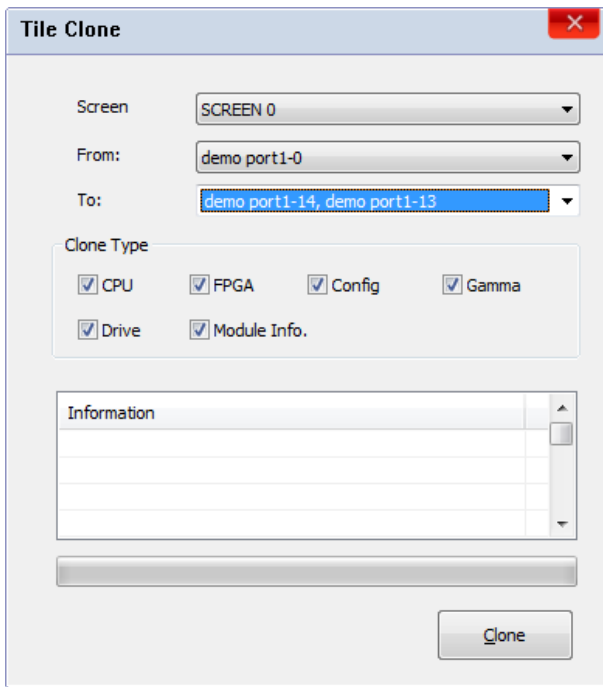 Tile Clone
Screen SCREEN 0
From: demo port1-0
To: demo port1-14, demo port1-13
Clone Type
CPU FPGA Config Gamma
Drive Module Info.
Information
Clone